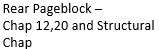 Rear Pageblock –
Chap 12,20 and Structural
Chap